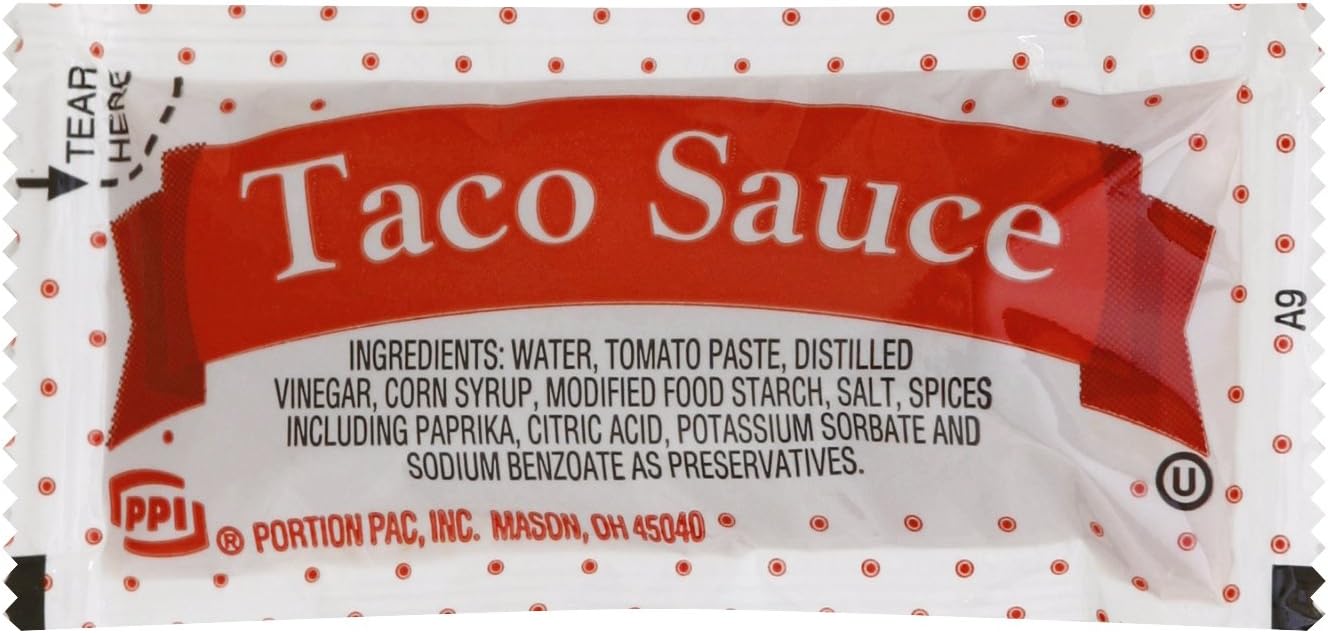 TEAR
HERE
Taco Sauce
INGREDIENTS: WATER, TOMATO PASTE, DISTILLED
VINEGAR, CORN SYRUP, MODIFIED FOOD STARCH, SALT, SPICES
INCLUDING PAPRIKA, CITRIC ACID, POTASSIUM SORBATE AND
SODIUM BENZOATE AS PRESERVATIVES.
PPI ® PORTION PAC, INC. MASON, OH 45040
U
A9